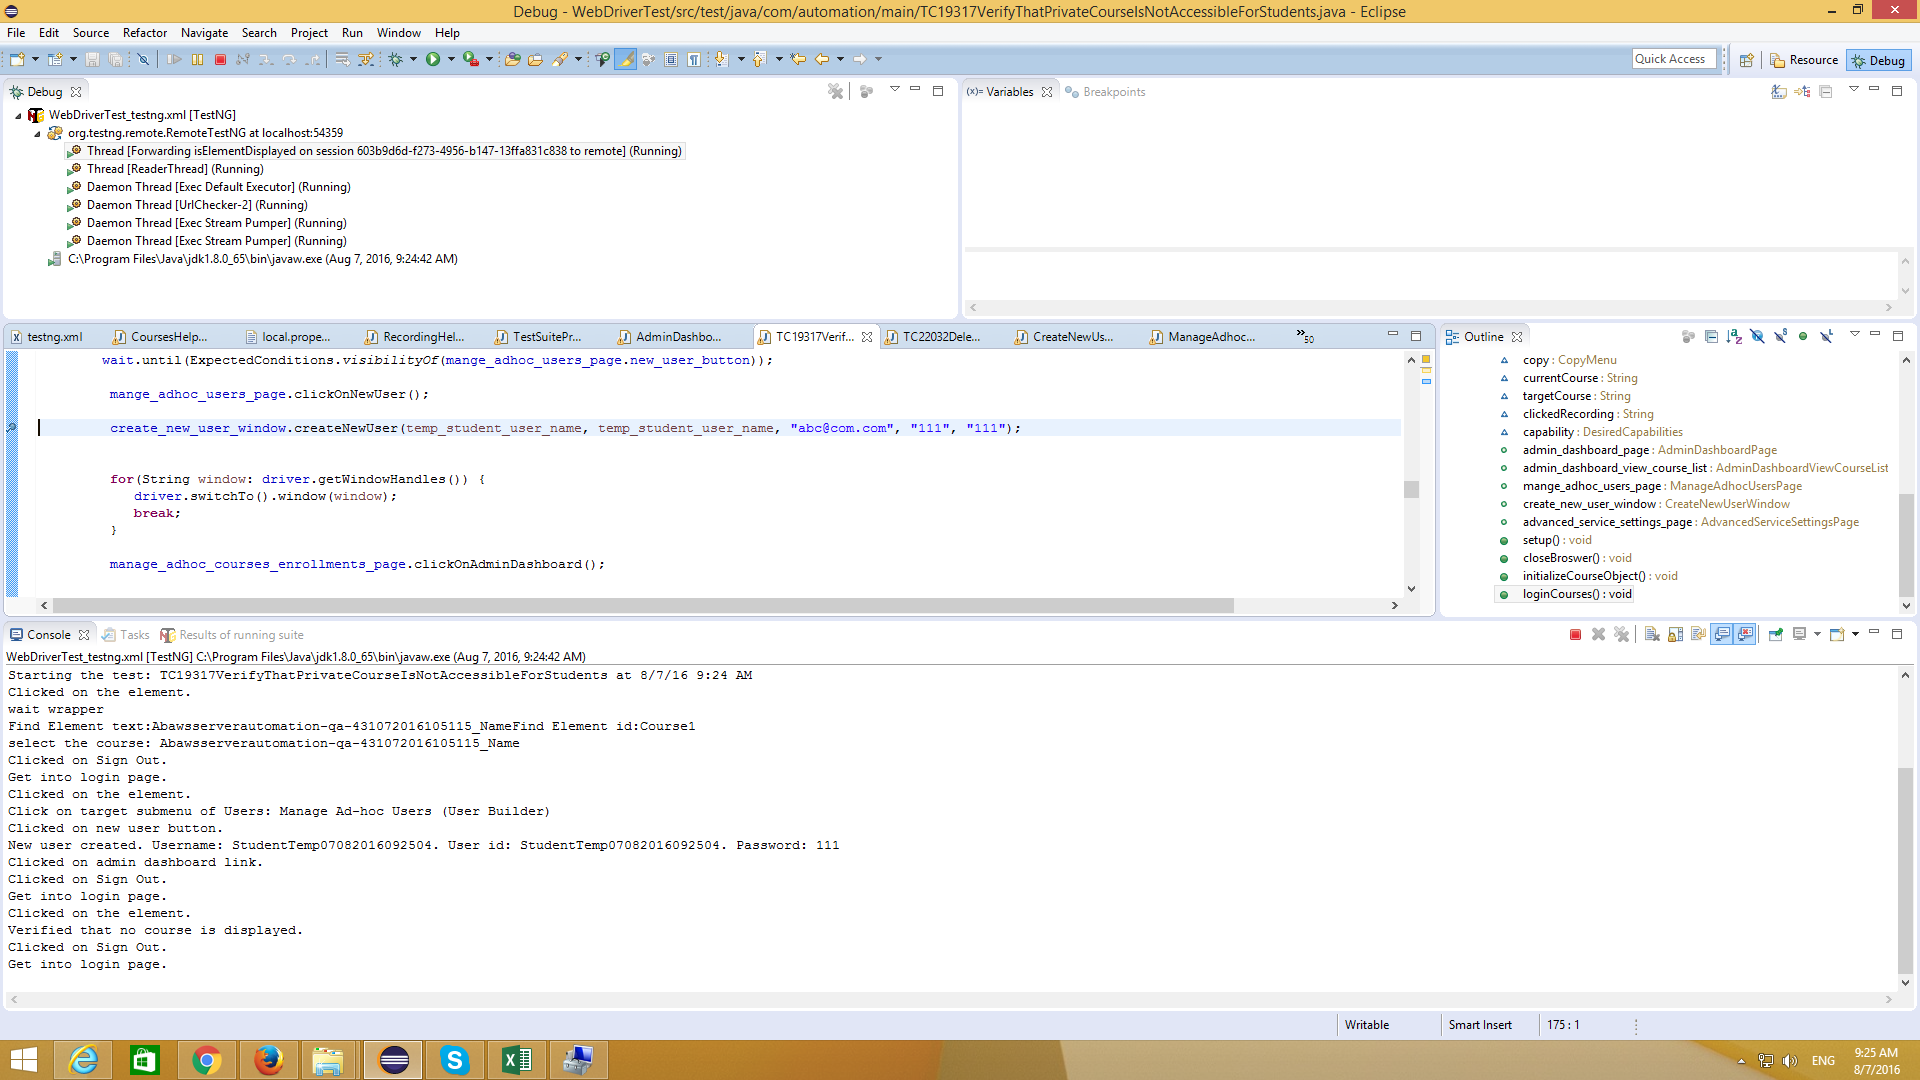 Debug - WebDriverTest/src/test/java/com/automation/main/TC19317VerifyThatPrivateCourseIsNotAccessibleForStudents.java - Eclipse
File Edit Source Refactor Navigate Search Project Run Window Help
Quick Access Resource Debug
Debug
WebDriverTest_testng.xml [TestNG]
org.testng.remote.RemoteTestNG at localhost:54359
Thread [Forwarding isElementDisplayed on session 603b9d6d-f273-4956-b147-13ffa831c838 to remote] (Running)
Thread [ReaderThread] (Running)
Daemon Thread [Exec Default Executor] (Running)
Daemon Thread [UrlChecker-2] (Running)
Daemon Thread [Exec Stream Pumper] (Running)
Daemon Thread [Exec Stream Pumper] (Running)
C:\Program Files\Java\jdk1.8.0_65\bin\javaw.exe (Aug 7, 2016, 9:24:42 AM)
(x)= Variables Breakpoints
testng.xml CoursesHelp... local.prope... RecordingHel... TestSuitePr... AdminDashbo... TC19317Verif... TC22032Dele... CreateNewUs... ManageAdhoc... »50
wait.until(ExpectedConditions.visibilityOf(mange_adhoc_users_page.new_user_button));
mange_adhoc_users_page.clickOnNewUser();
create_new_user_window.createNewUser(temp_student_user_name, temp_student_user_name, "abc@com.com", "111", "111");
for(String window: driver.getWindowHandles()) {
driver.switchTo().window(window);
break;
}
manage_adhoc_courses_enrollments_page.clickOnAdminDashboard();
Outline
copy : CopyMenu
currentCourse : String
targetCourse : String
clickedRecording : String
capability : DesiredCapabilities
admin_dashboard_page : AdminDashboardPage
admin_dashboard_view_course_list : AdminDashboardViewCourseList
mange_adhoc_users_page : ManageAdhocUsersPage
create_new_user_window : CreateNewUserWindow
advanced_service_settings_page : AdvancedServiceSettingsPage
setup() : void
closeBroswer() : void
initializeCourseObject() : void
loginCourses() : void
Console Tasks Results of running suite
WebDriverTest_testng.xml [TestNG] C:\Program Files\Java\jdk1.8.0_65\bin\javaw.exe (Aug 7, 2016, 9:24:42 AM)
Starting the test: TC19317VerifyThatPrivateCourseIsNotAccessibleForStudents at 8/7/16 9:24 AM
Clicked on the element.
wait wrapper
Find Element text:Abawsserverautomation-qa-431072016105115_NameFind Element id:Course1
select the course: Abawsserverautomation-qa-431072016105115_Name
Clicked on Sign Out.
Get into login page.
Clicked on the element.
Click on target submenu of Users: Manage Ad-hoc Users (User Builder)
Clicked on new user button.
New user created. Username: StudentTemp07082016092504. User id: StudentTemp07082016092504. Password: 111
Clicked on admin dashboard link.
Clicked on Sign Out.
Get into login page.
Clicked on the element.
Verified that no course is displayed.
Clicked on Sign Out.
Get into login page.
Writable Smart Insert 175 : 1
ENG 9:25 AM
8/7/2016